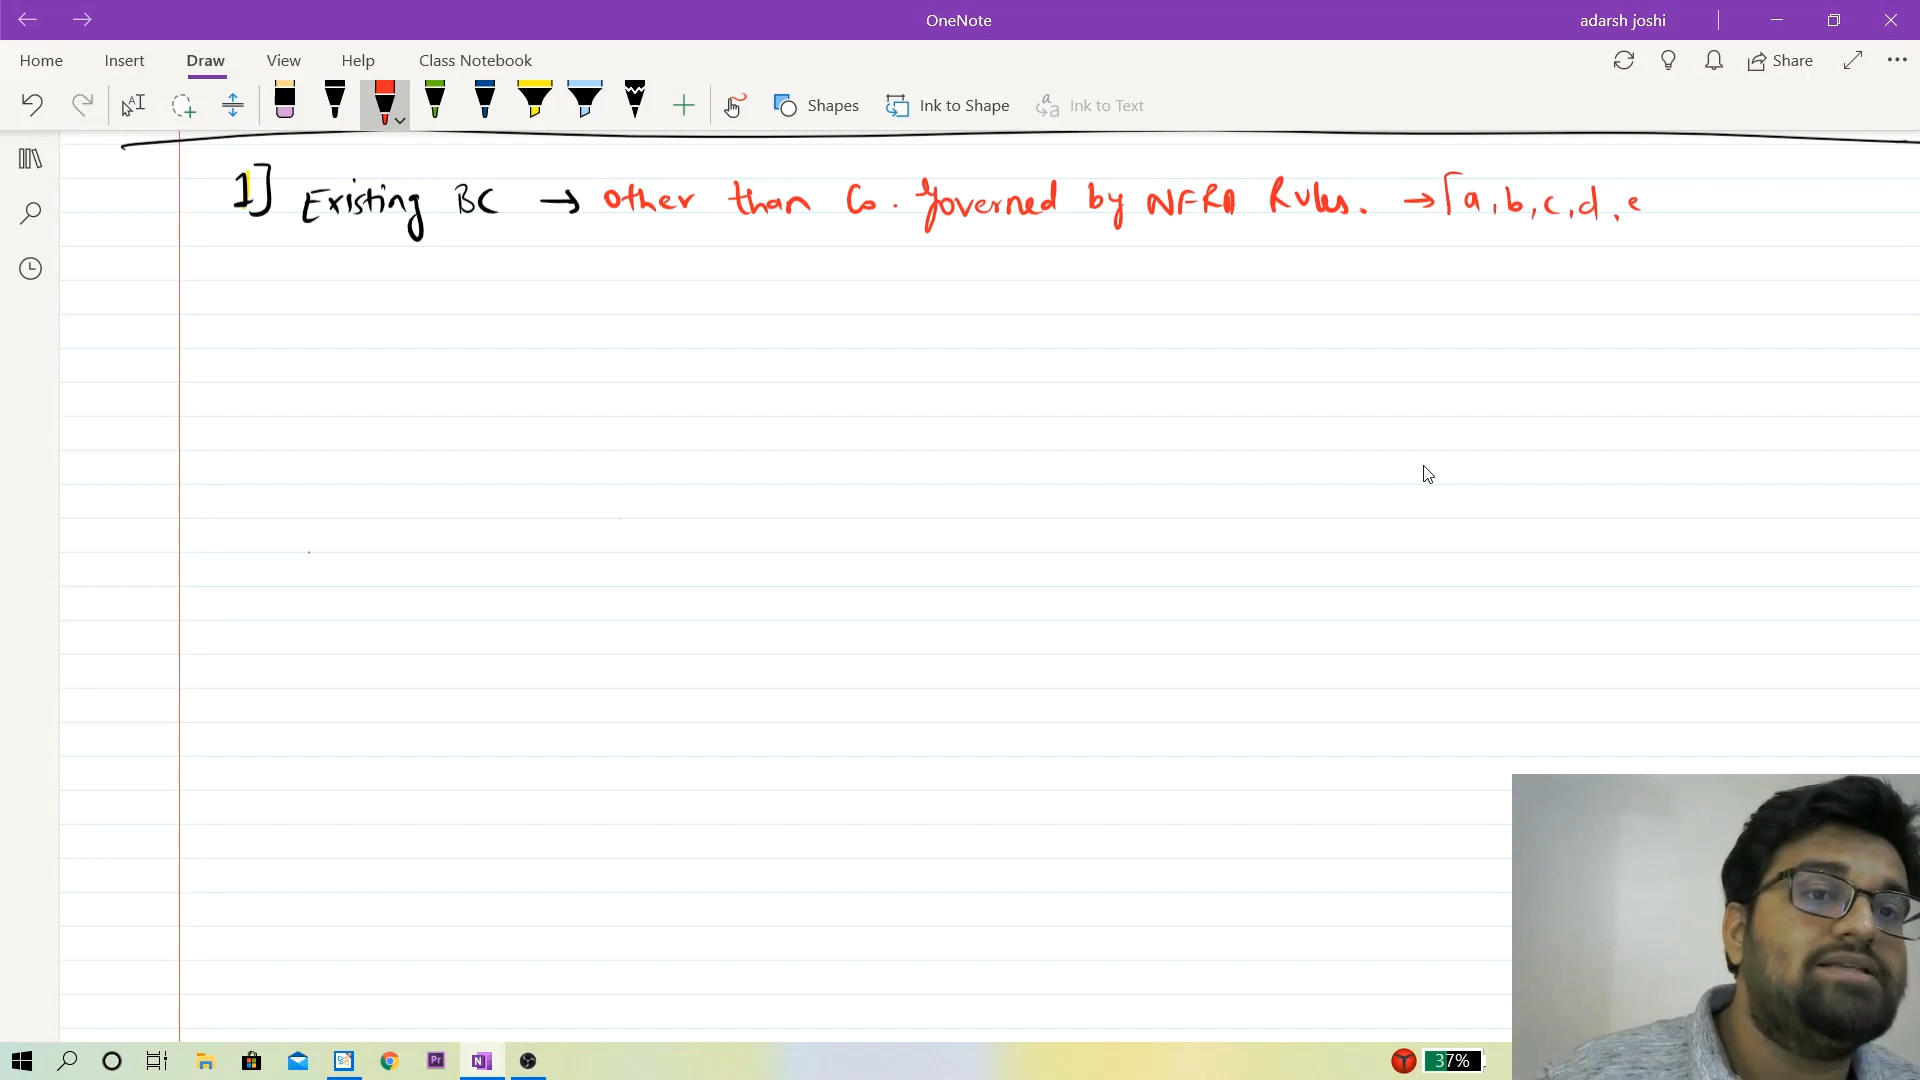 OneNote
adarsh joshi
Home Insert Draw View Help Class Notebook Share
Shapes Ink to Shape Ink to Text
1] Existing BC → other than Co. Governed by NFRA Rules. → [a, b, c, d, e
37%